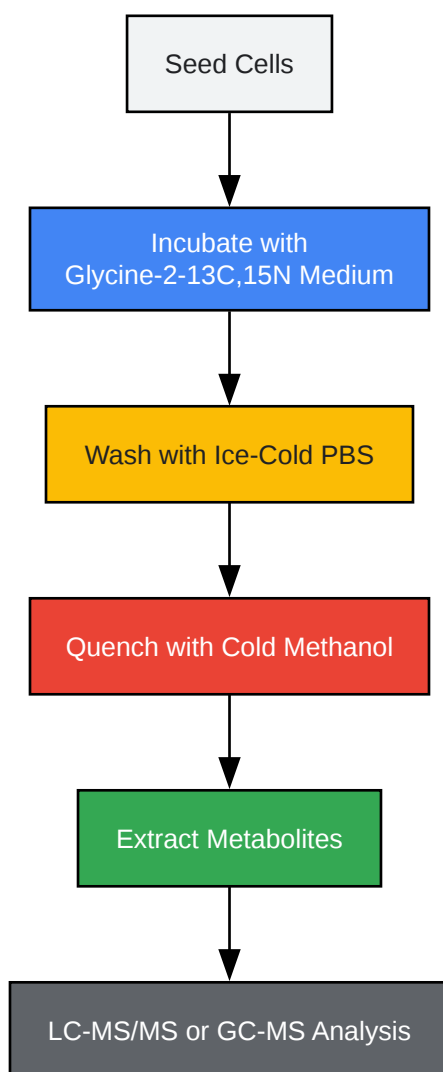 Seed Cells
Incubate with
Glycine-2-13C,15N Medium
Wash with Ice-Cold PBS
Quench with Cold Methanol
Extract Metabolites
LC-MS/MS or GC-MS Analysis